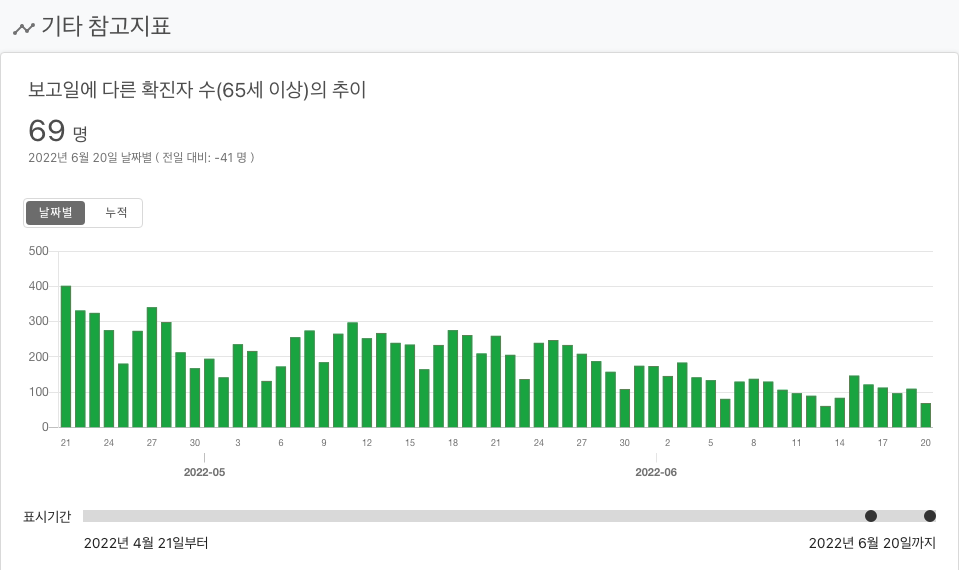 기타 참고지표
보고일에 다른 확진자 수(65세 이상)의 추이
69 명
2022년 6월 20일 날짜별 ( 전일 대비: -41 명 )
날짜별 누적
500
400
300
200
100
0
21 24 27 30 3 6 9 12 15 18 21 24 27 30 2 5 8 11 14 17 20
2022-05 2022-06
표시기간
2022년 4월 21일부터 2022년 6월 20일까지